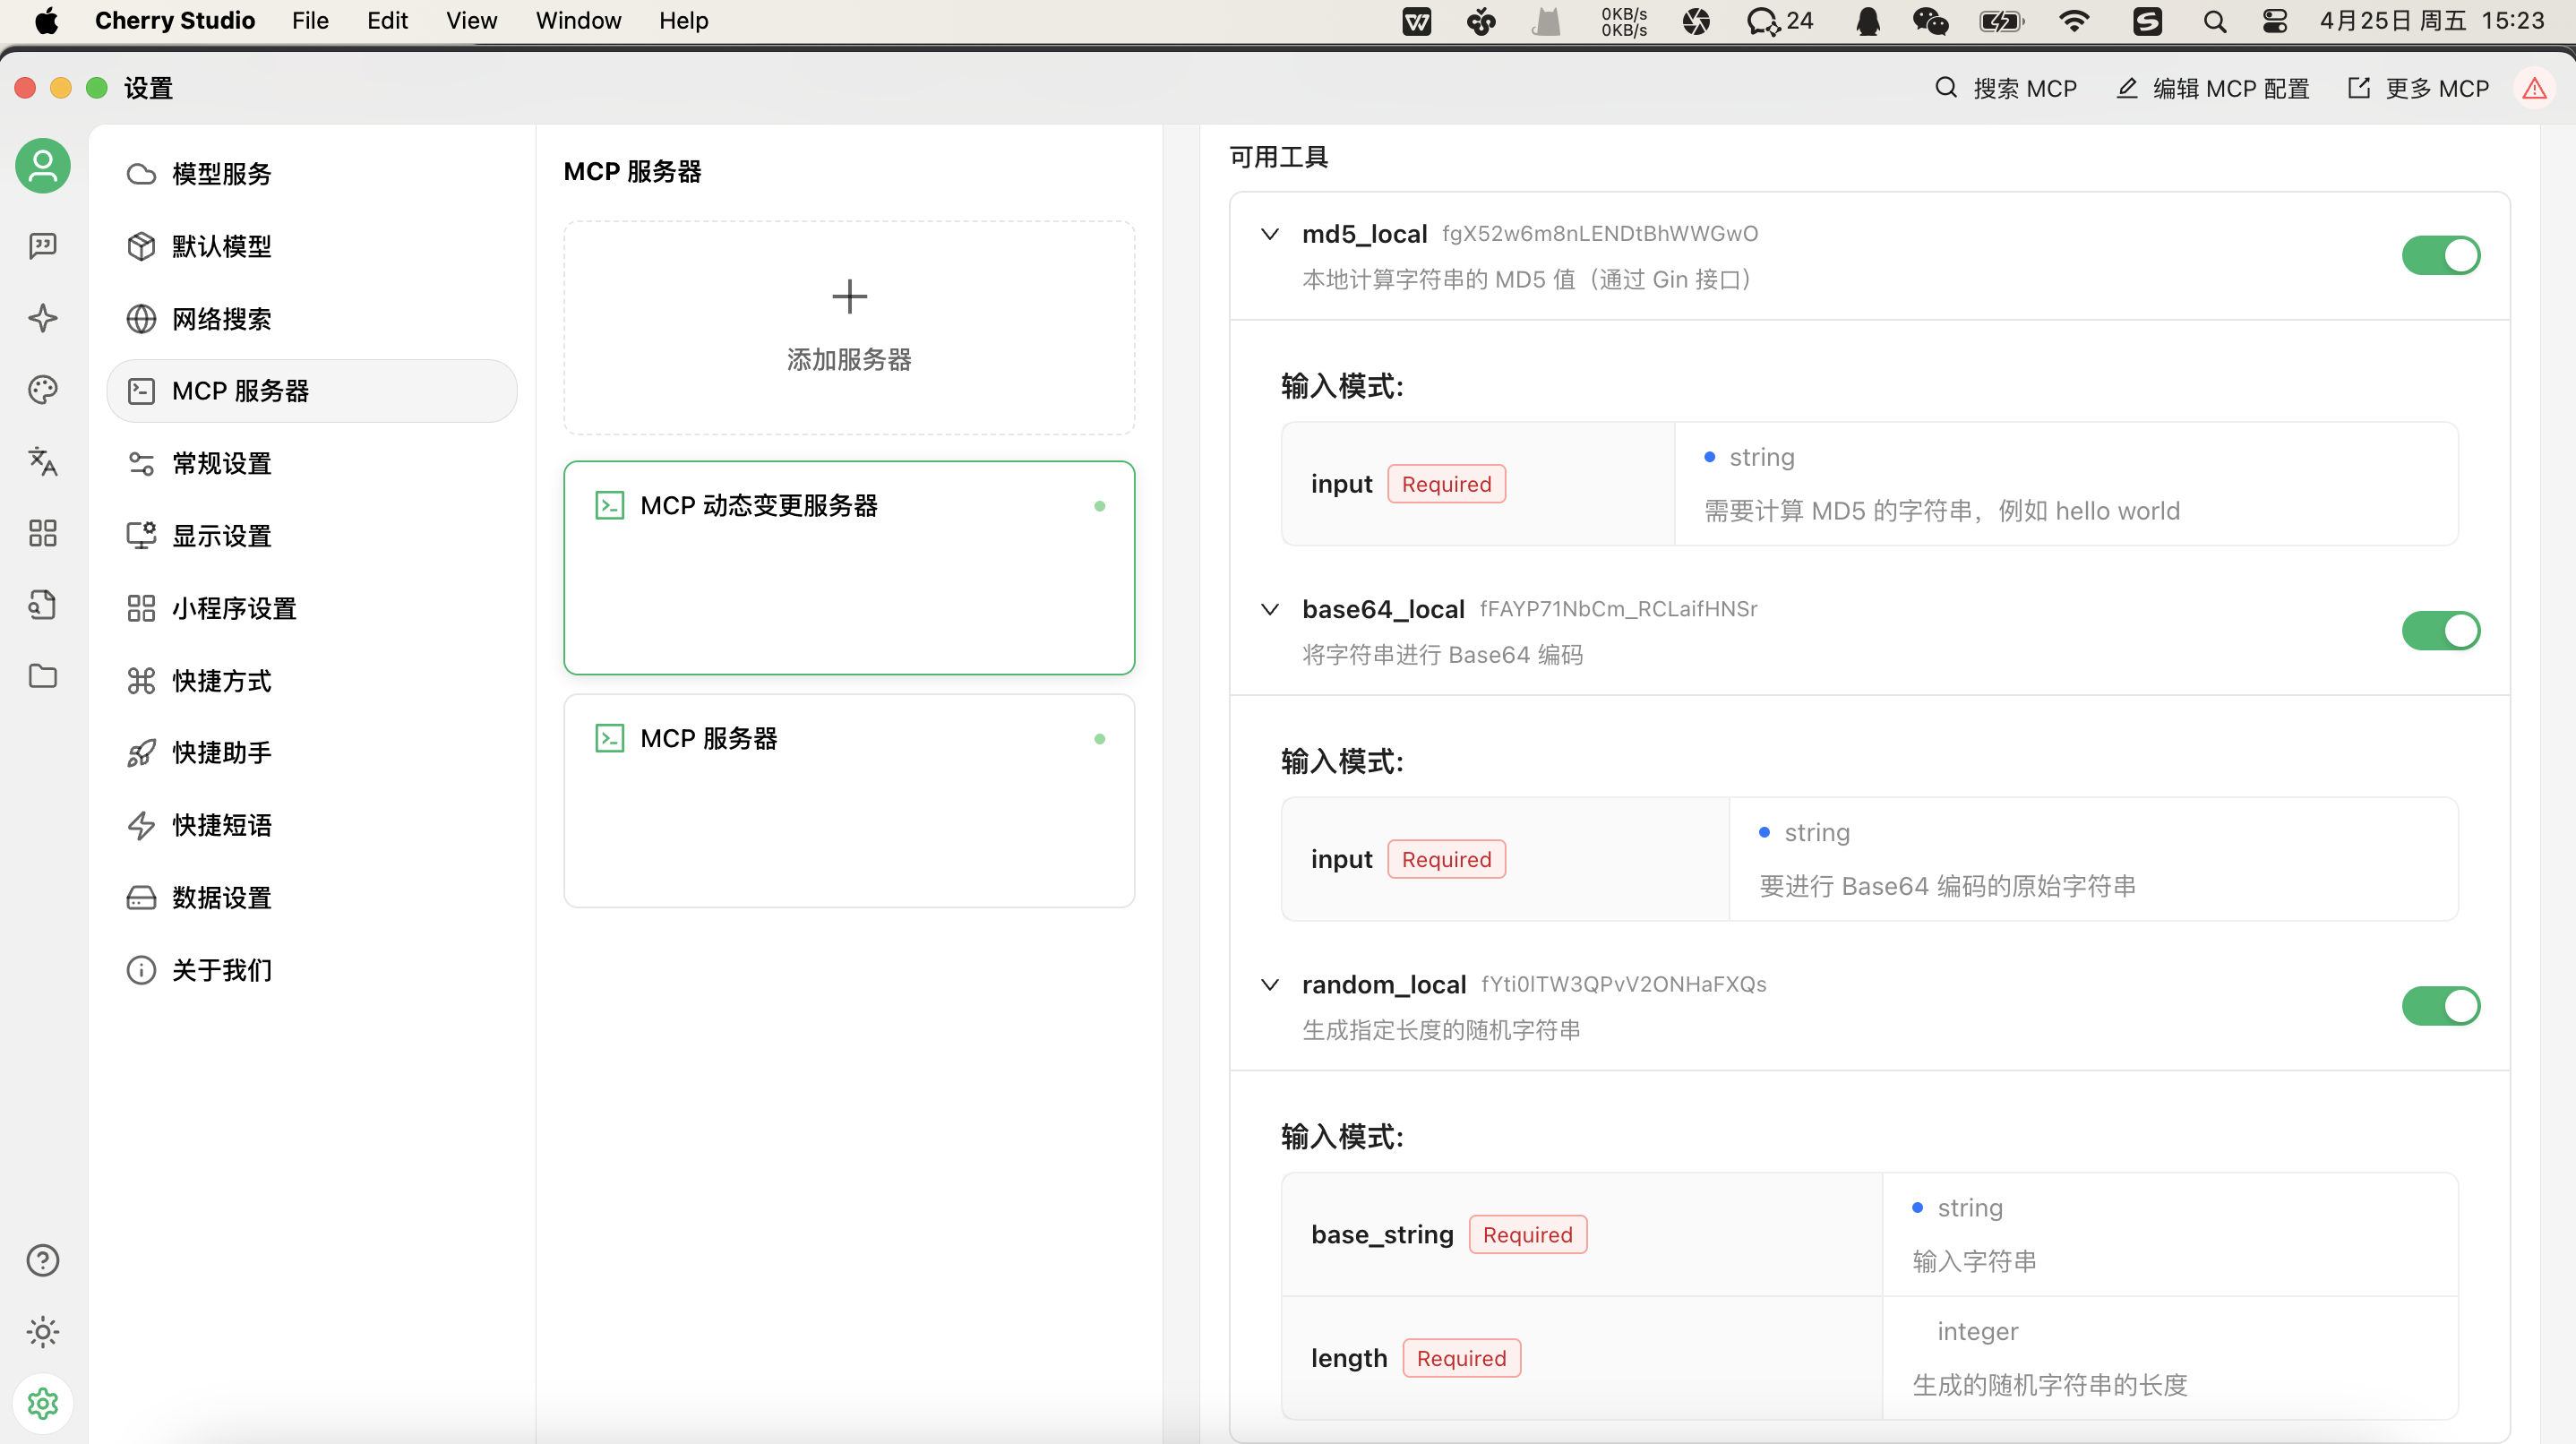 Cherry Studio File Edit View Window Help 0KB/s 0KB/s 24 4月25日 周五 15:23
设置 搜索 MCP 编辑 MCP 配置 更多 MCP
模型服务
默认模型
网络搜索
MCP 服务器
常规设置
显示设置
小程序设置
快捷方式
快捷助手
快捷短语
数据设置
关于我们
MCP 服务器
添加服务器
MCP 动态变更服务器
MCP 服务器
可用工具
md5_local fgX52w6m8nLENDtBhWWGwO
本地计算字符串的 MD5 值（通过 Gin 接口）
输入模式:
input Required
string
需要计算 MD5 的字符串，例如 hello world
base64_local fFAYP71NbCm_RCLaifHNSr
将字符串进行 Base64 编码
输入模式:
input Required
string
要进行 Base64 编码的原始字符串
random_local fYti0lTW3QPvV2ONHaFXQs
生成指定长度的随机字符串
输入模式:
base_string Required
string
输入字符串
length Required
integer
生成的随机字符串的长度